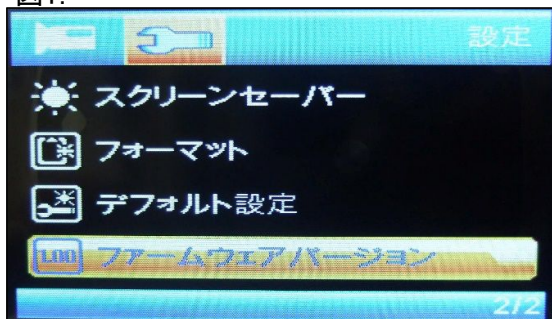 図1.
設定
スクリーンセーバー
フォーマット
デフォルト設定
1.00 ファームウェアバージョン
2/2